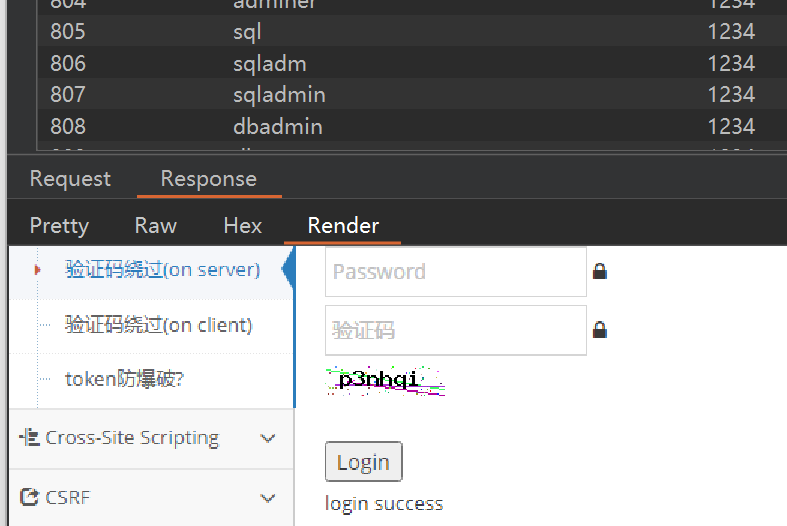 804 adminer 1234
805 sql 1234
806 sqladm 1234
807 sqladmin 1234
808 dbadmin 1234
Request Response
Pretty Raw Hex Render
验证码绕过(on server)
Password
验证码绕过(on client)
验证码
token防爆破?
p3nhqi
Cross-Site Scripting
Login
CSRF
login success